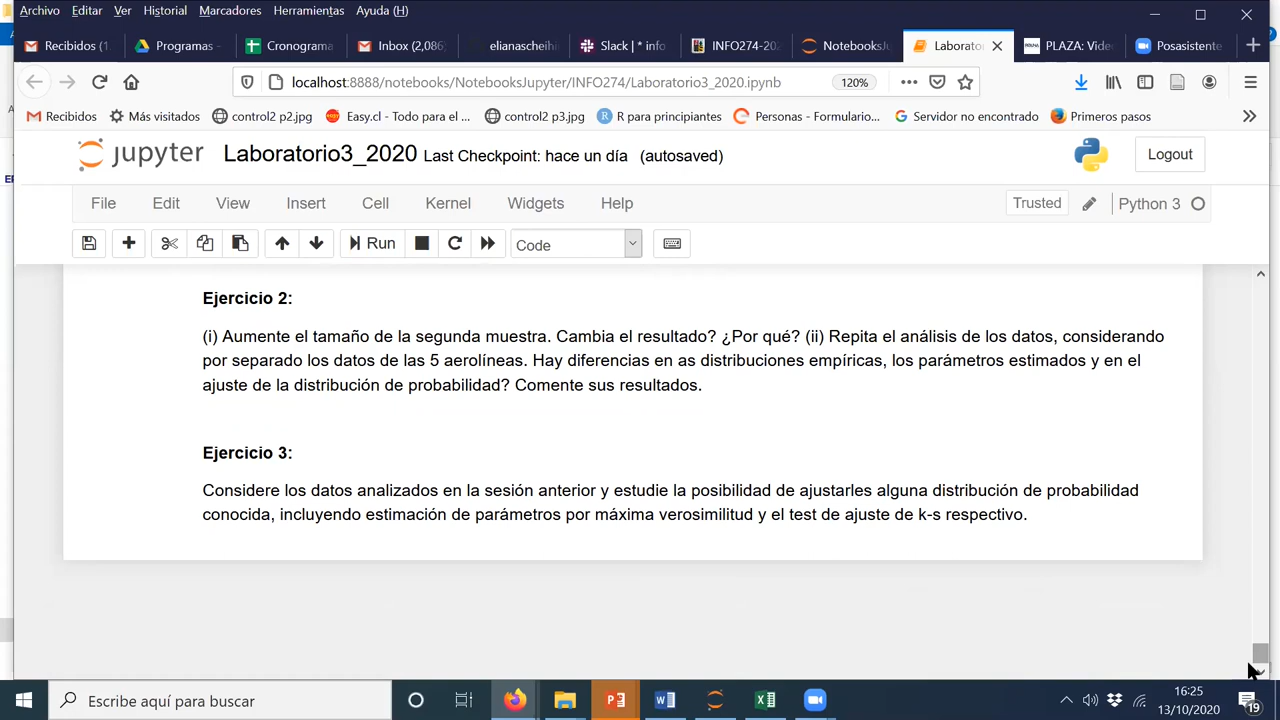 Archivo Editar Ver Historial Marcadores Herramientas Ayuda (H)
Recibidos (1 Programas - Cronograma Inbox (2,086 elianascheihin Slack | * info INFO274-202 NotebooksJu Laborato PLAZA: Vide Posasistente
localhost:8888/notebooks/NotebooksJupyter/INFO274/Laboratorio3_2020.ipynb 120%
Recibidos Más visitados control2 p2.jpg Easy.cl - Todo para el ... control2 p3.jpg R para principiantes Personas - Formulario... Servidor no encontrado Primeros pasos
jupyter Laboratorio3_2020 Last Checkpoint: hace un día (autosaved) Logout
File Edit View Insert Cell Kernel Widgets Help Trusted Python 3
Run Code
Ejercicio 2:
(i) Aumente el tamaño de la segunda muestra. Cambia el resultado? ¿Por qué? (ii) Repita el análisis de los datos, considerando
por separado los datos de las 5 aerolíneas. Hay diferencias en as distribuciones empíricas, los parámetros estimados y en el
ajuste de la distribución de probabilidad? Comente sus resultados.
Ejercicio 3:
Considere los datos analizados en la sesión anterior y estudie la posibilidad de ajustarles alguna distribución de probabilidad
conocida, incluyendo estimación de parámetros por máxima verosimilitud y el test de ajuste de k-s respectivo.
Escribe aquí para buscar
16:25
13/10/2020
19